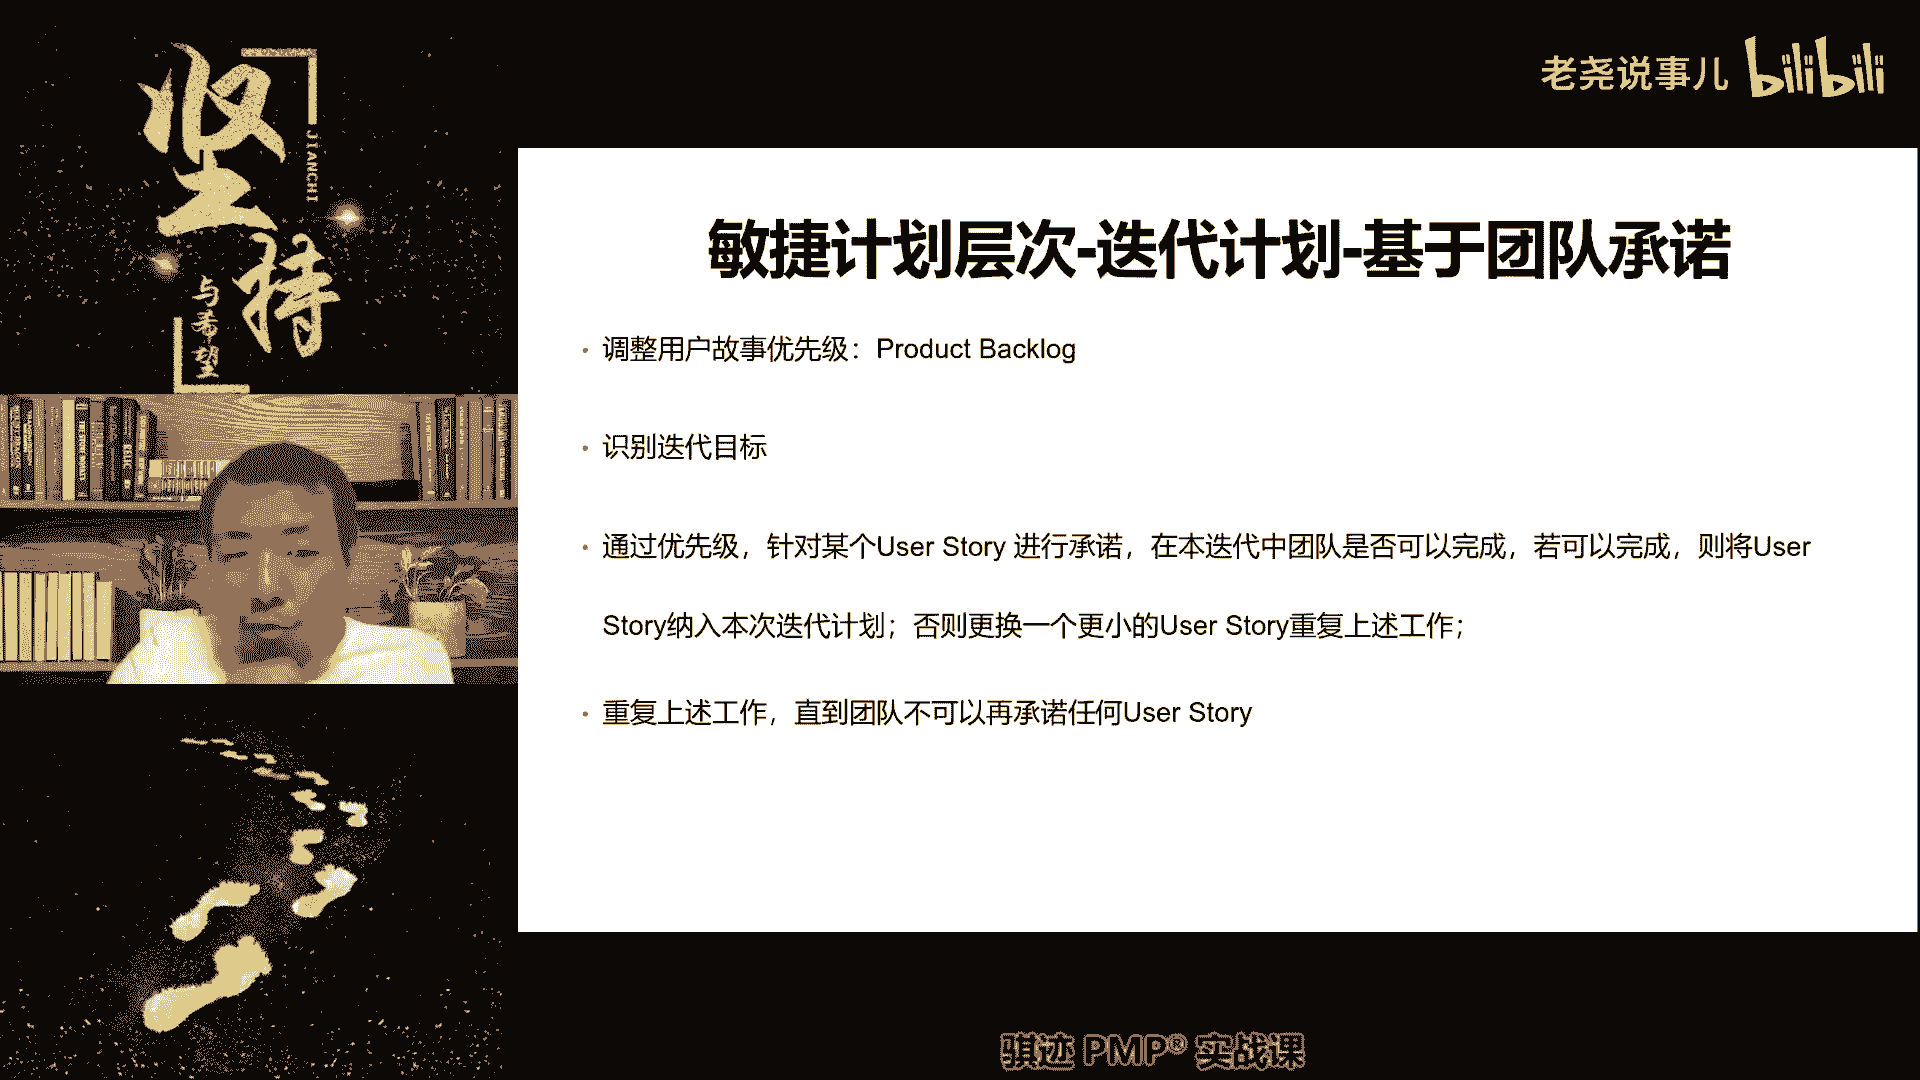 坚持
JIANCHI
与希望
老尧说事儿 bilibili
敏捷计划层次-迭代计划-基于团队承诺
· 调整用户故事优先级：Product Backlog
· 识别迭代目标
· 通过优先级，针对某个User Story 进行承诺，在本迭代中团队是否可以完成，若可以完成，则将User
Story纳入本次迭代计划；否则更换一个更小的User Story重复上述工作；
· 重复上述工作，直到团队不可以再承诺任何User Story
骐迹 PMP® 实战课